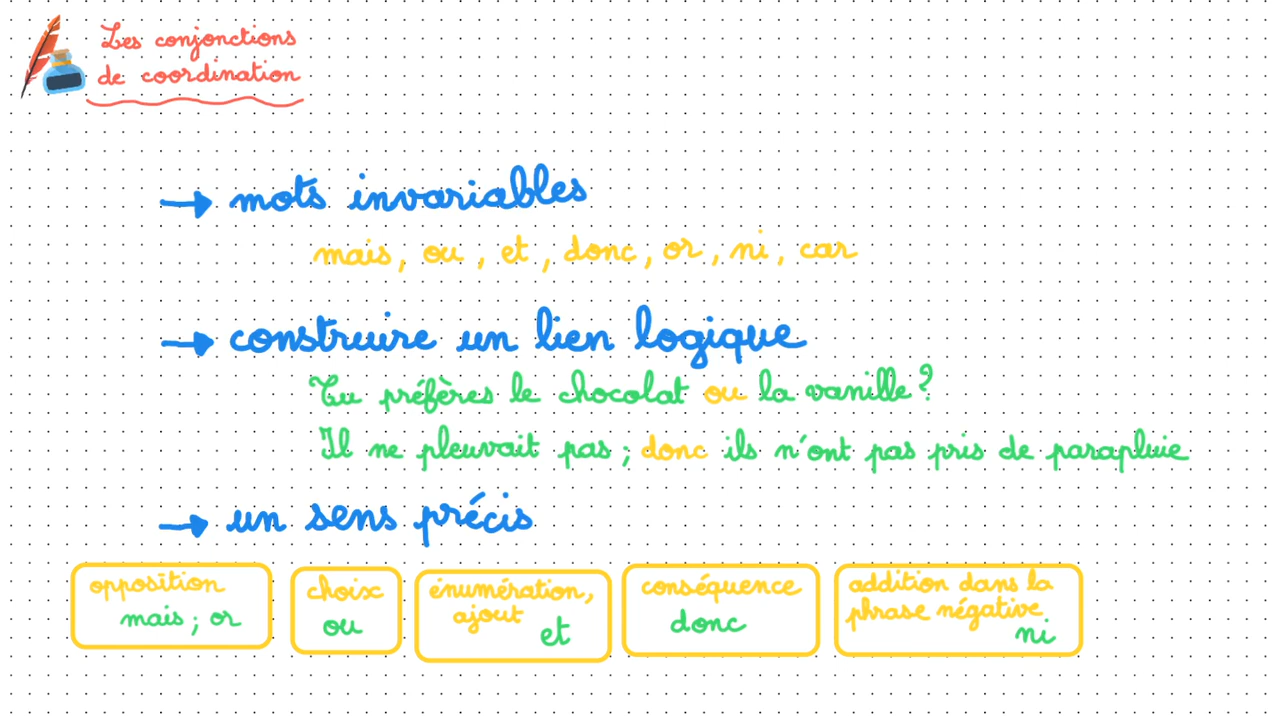 Les conjonctions
de coordination
→ mots invariables
mais, ou, et, donc, or, ni, car
→ construire un lien logique
Tu préfères le chocolat ou la vanille ?
Il ne pleuvait pas ; donc ils n'ont pas pris de parapluie
→ un sens précis
opposition
mais ; or
choix
ou
énumération,
ajout
et
conséquence
donc
addition dans la
phrase négative
ni